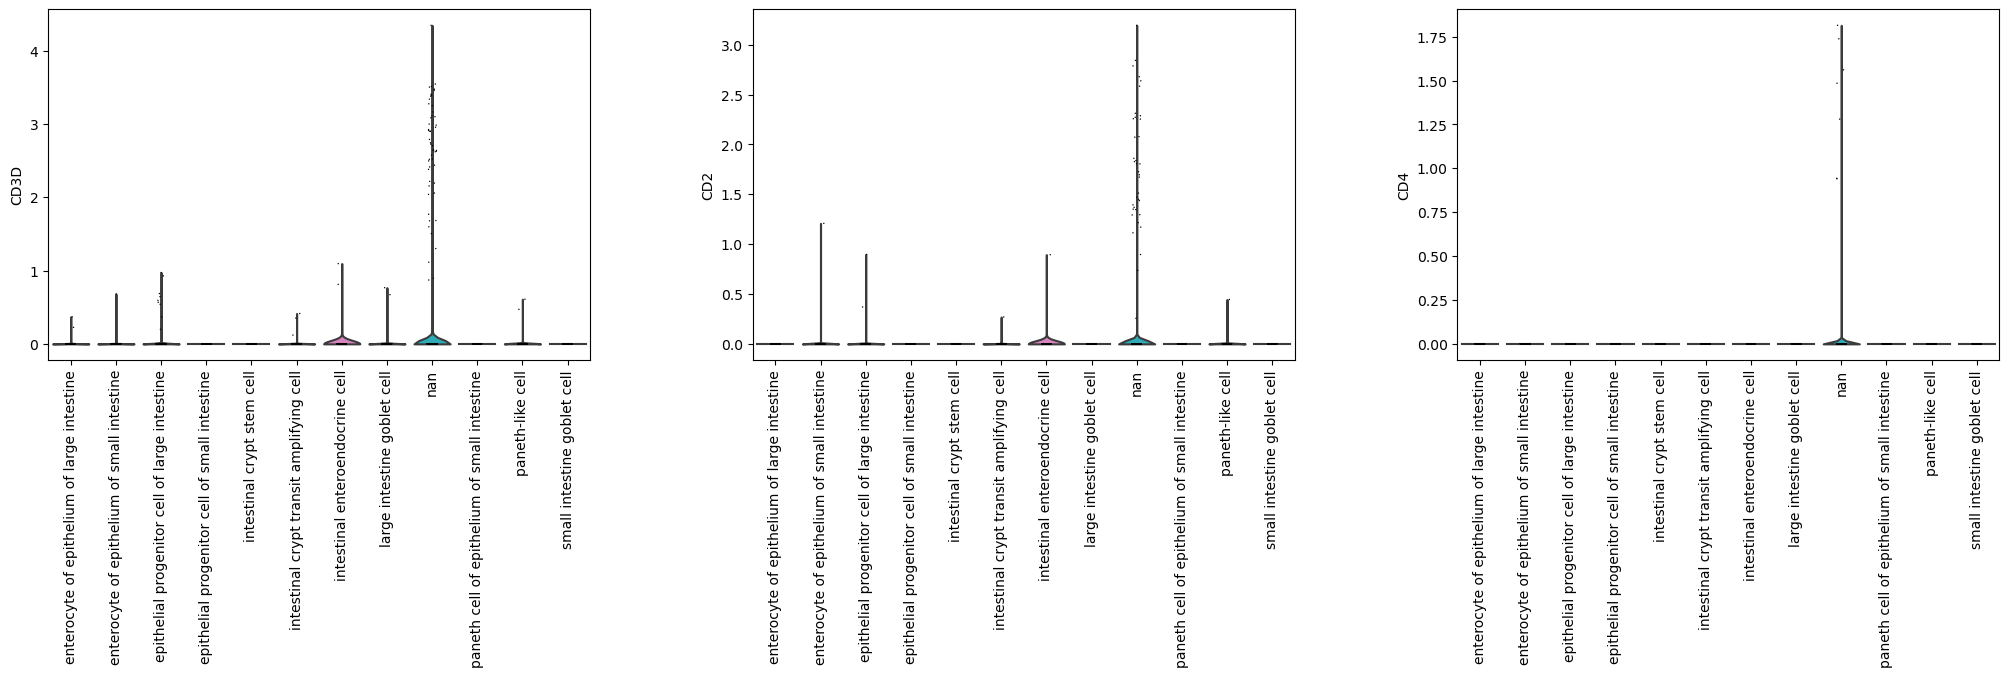 CD3D
4
3
2
1
0
enterocyte of epithelium of large intestine
enterocyte of epithelium of small intestine
epithelial progenitor cell of large intestine
epithelial progenitor cell of small intestine
intestinal crypt stem cell
intestinal crypt transit amplifying cell
intestinal enteroendocrine cell
large intestine goblet cell
nan
paneth cell of epithelium of small intestine
paneth-like cell
small intestine goblet cell
CD2
3.0
2.5
2.0
1.5
1.0
0.5
0.0
enterocyte of epithelium of large intestine
enterocyte of epithelium of small intestine
epithelial progenitor cell of large intestine
epithelial progenitor cell of small intestine
intestinal crypt stem cell
intestinal crypt transit amplifying cell
intestinal enteroendocrine cell
large intestine goblet cell
nan
paneth cell of epithelium of small intestine
paneth-like cell
small intestine goblet cell
CD4
1.75
1.50
1.25
1.00
0.75
0.50
0.25
0.00
enterocyte of epithelium of large intestine
enterocyte of epithelium of small intestine
epithelial progenitor cell of large intestine
epithelial progenitor cell of small intestine
intestinal crypt stem cell
intestinal crypt transit amplifying cell
intestinal enteroendocrine cell
large intestine goblet cell
nan
paneth cell of epithelium of small intestine
paneth-like cell
small intestine goblet cell